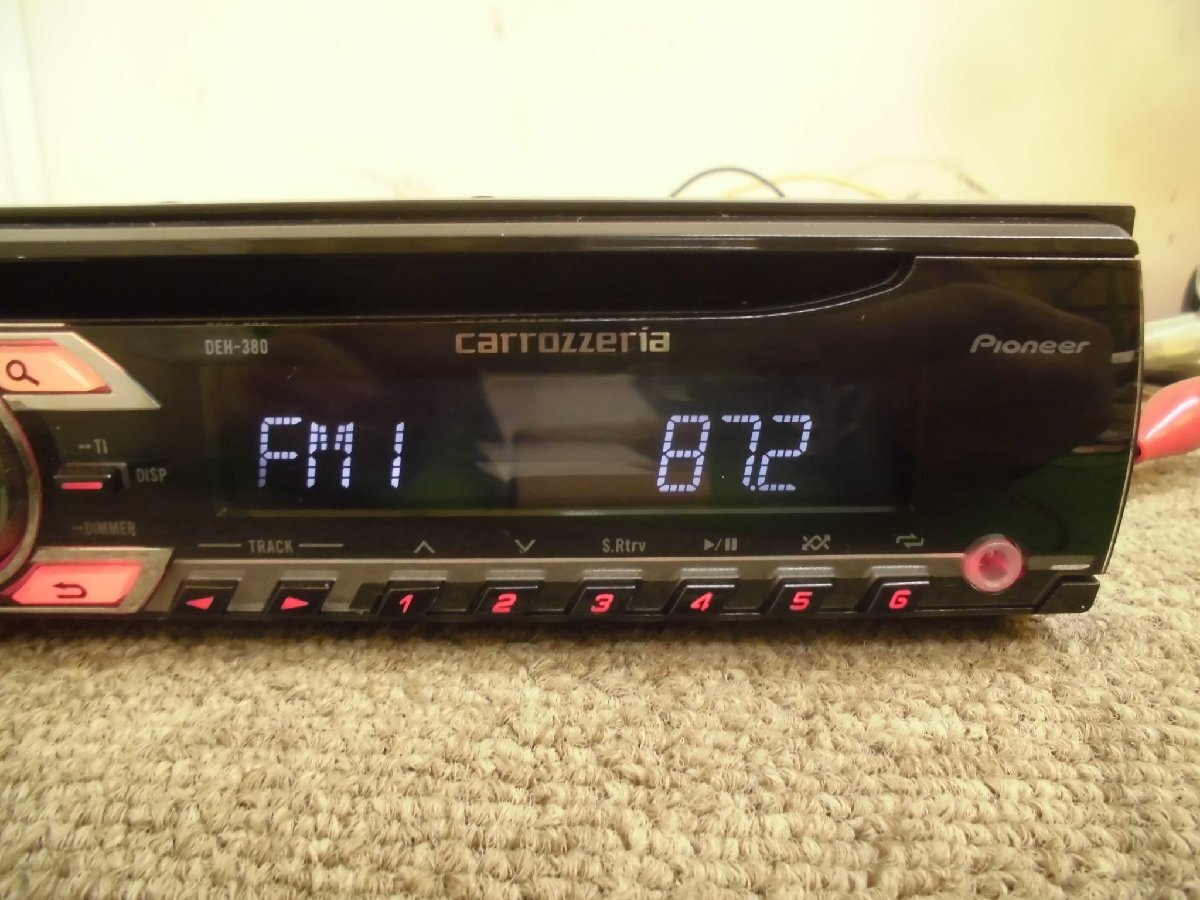 DEH-380
carrozzeria
Pioneer
FM1 87.2
TI
DISP
DIMMER
TRACK
S.Rtrv
1 2 3 4 5 6